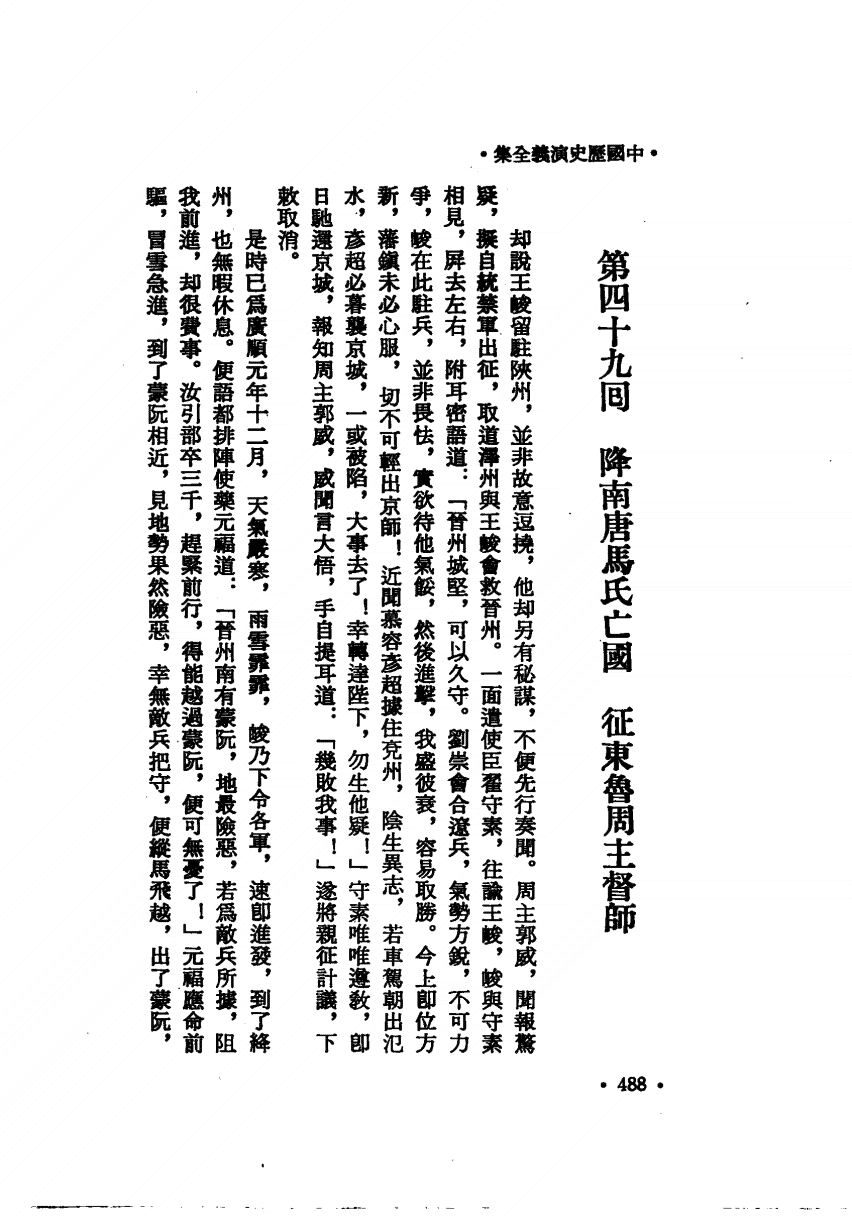 •集全義演史歷國中•
第四十九回　降南唐馬氏亡國　征東魯周主督師
却說王峻留駐陝州，並非故意逗撓，他却另有秘謀，不便先行奏聞。周主郭威，聞報驚
疑，擬自統禁軍出征，取道澤州與王峻會救晉州。一面遣使臣翟守素，往諭王峻，峻與守素
相見，屏去左右，附耳密語道：「晉州城堅，可以久守。劉崇會合遼兵，氣勢方銳，不可力
爭，峻在此駐兵，並非畏怯，實欲待他氣餒，然後進擊，我盛彼衰，容易取勝。今上卽位方
新，藩鎮未必心服，切不可輕出京師！近聞慕容彥超據住兗州，陰生異志，若車駕朝出氾
水，彥超必暮襲京城，一或被陷，大事去了！幸轉達陛下，勿生他疑！」守素唯唯遵敎，卽
日馳還京城，報知周主郭威，威聞言大悟，手自提耳道：「幾敗我事！」遂將親征計議，下
敕取消。
是時已爲廣順元年十二月，天氣嚴寒，雨雪霏霏，峻乃下令各軍，速卽進發，到了絳
州，也無暇休息。便語都排陣使藥元福道：「晉州南有蒙阬，地最險惡，若爲敵兵所據，阻
我前進，却很費事。汝引部卒三千，趕緊前行，得能越過蒙阬，便可無憂了！」元福應命前
驅，冒雪急進，到了蒙阬相近，見地勢果然險惡，幸無敵兵把守，便縱馬飛越，出了蒙阬，
•488•